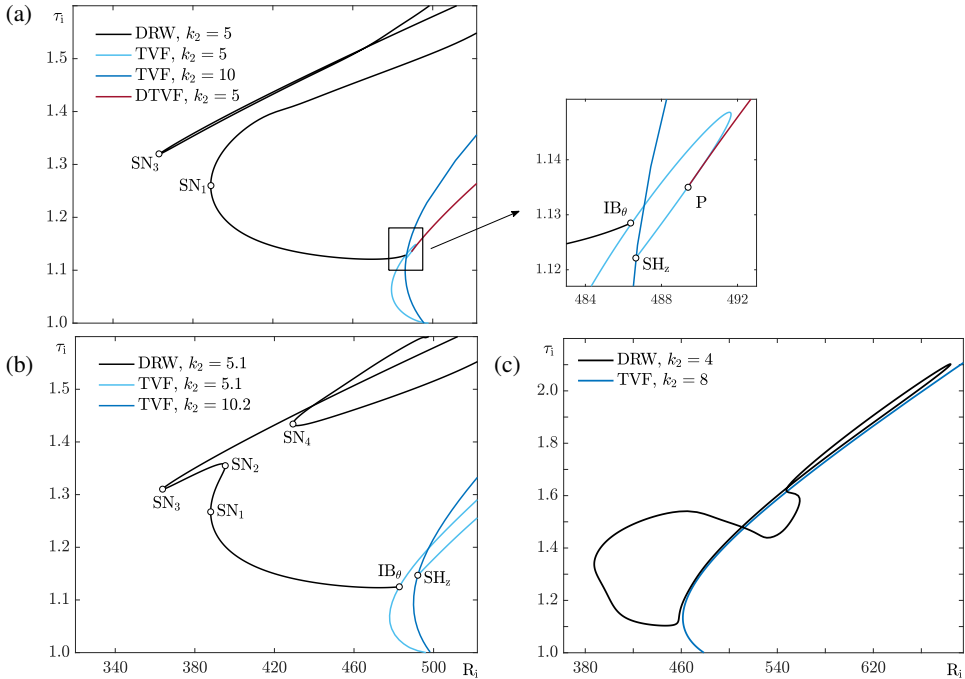 (a)
τi
1.5
1.4
1.3
1.2
1.1
1.0
DRW, k2 = 5
TVF, k2 = 5
TVF, k2 = 10
DTVF, k2 = 5
SN3
SN1
1.14
1.13
1.12
IBθ
P
SHz
484 488 492
(b)
τi
1.5
1.4
1.3
1.2
1.1
1.0
DRW, k2 = 5.1
TVF, k2 = 5.1
TVF, k2 = 10.2
SN4
SN2
SN3
SN1
IBθ
SHz
340 380 420 460 500 Ri
(c)
τi
2.0
1.8
1.6
1.4
1.2
1.0
DRW, k2 = 4
TVF, k2 = 8
380 460 540 620 Ri